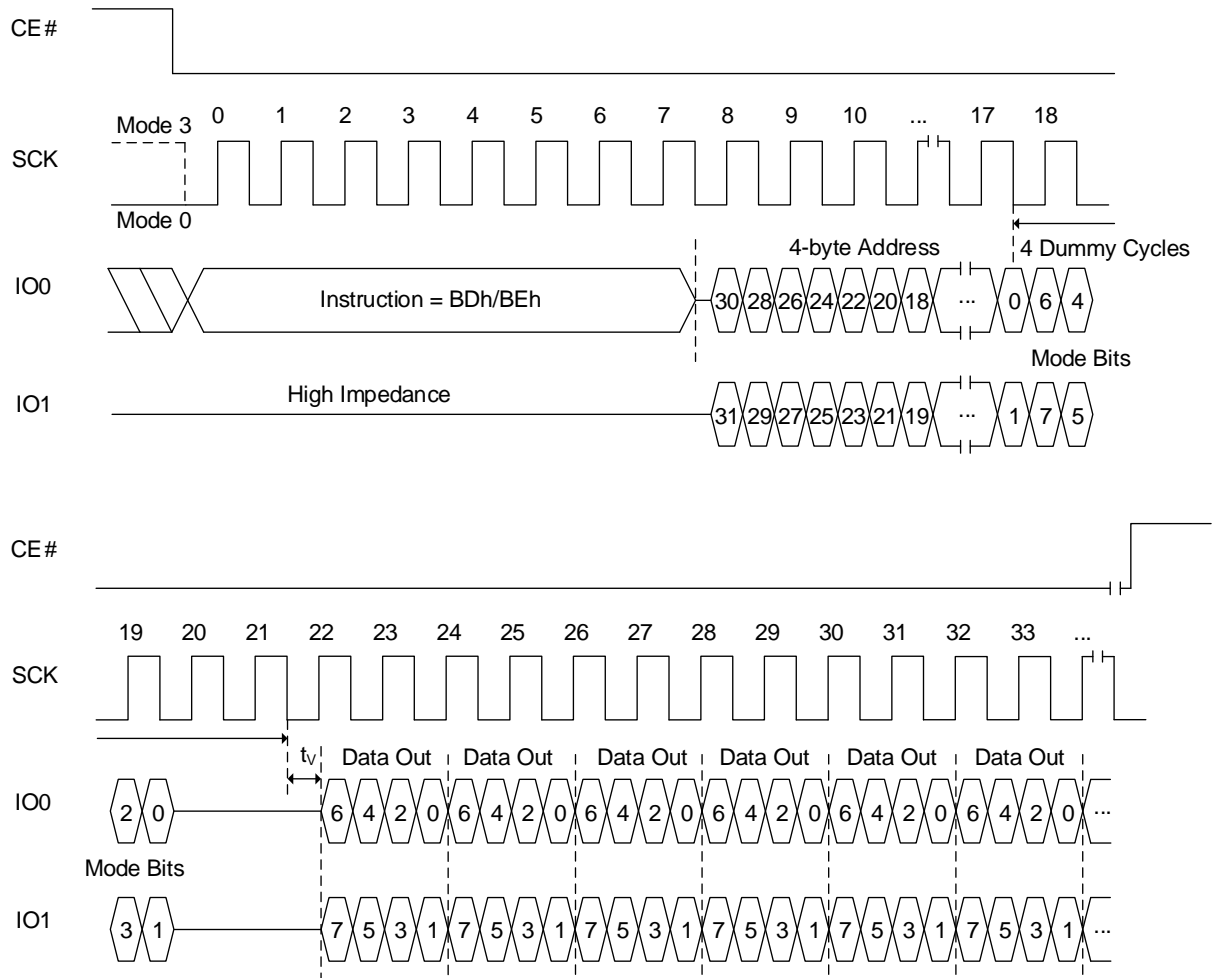 CE#
0 1 2 3 4 5 6 7 8 9 10 ... 17 18
Mode 3
SCK
Mode 0
4-byte Address 4 Dummy Cycles
IO0 Instruction = BDh/BEh 30 28 26 24 22 20 18 ... 0 6 4
Mode Bits
High Impedance
IO1 31 29 27 25 23 21 19 ... 1 7 5
CE#
19 20 21 22 23 24 25 26 27 28 29 30 31 32 33 ...
SCK
tV Data Out Data Out Data Out Data Out Data Out Data Out
IO0 2 0 6 4 2 0 6 4 2 0 6 4 2 0 6 4 2 0 6 4 2 0 6 4 2 0 ...
Mode Bits
IO1 3 1 7 5 3 1 7 5 3 1 7 5 3 1 7 5 3 1 7 5 3 1 7 5 3 1 ...